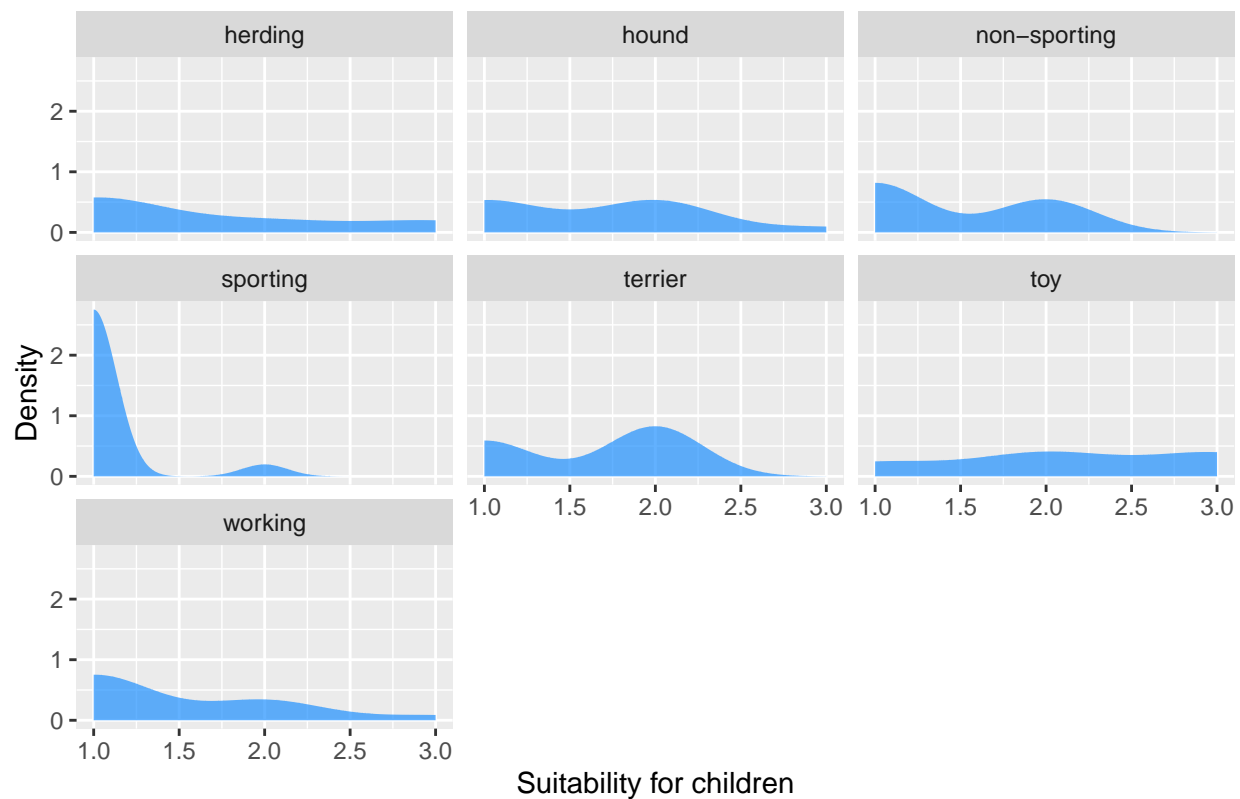 herding
hound
non−sporting
2
1
0
sporting
terrier
toy
Density
2
1
0
1.0 1.5 2.0 2.5 3.0
1.0 1.5 2.0 2.5 3.0
working
2
1
0
1.0 1.5 2.0 2.5 3.0
Suitability for children